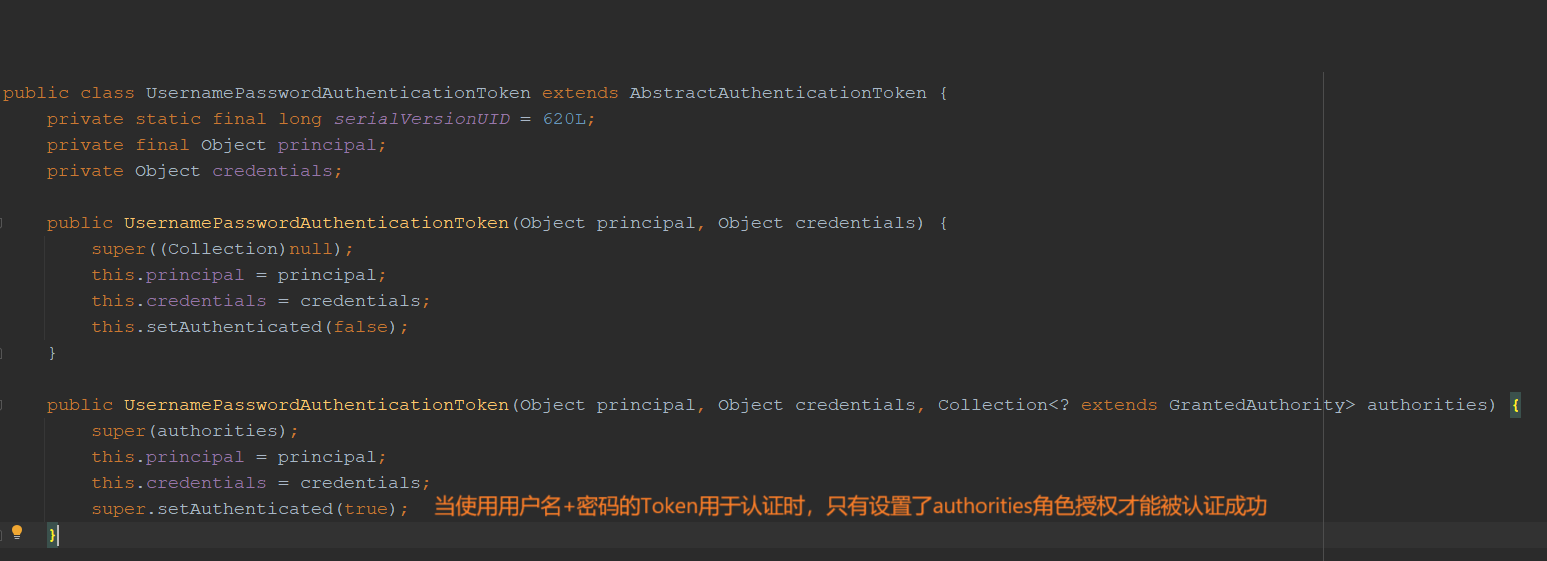 public class UsernamePasswordAuthenticationToken extends AbstractAuthenticationToken {
private static final long serialVersionUID = 620L;
private final Object principal;
private Object credentials;
public UsernamePasswordAuthenticationToken(Object principal, Object credentials) {
super((Collection)null);
this.principal = principal;
this.credentials = credentials;
this.setAuthenticated(false);
}
public UsernamePasswordAuthenticationToken(Object principal, Object credentials, Collection<? extends GrantedAuthority> authorities) {
super(authorities);
this.principal = principal;
this.credentials = credentials;
super.setAuthenticated(true); 当使用用户名+密码的Token用于认证时，只有设置了authorities角色授权才能被认证成功
}